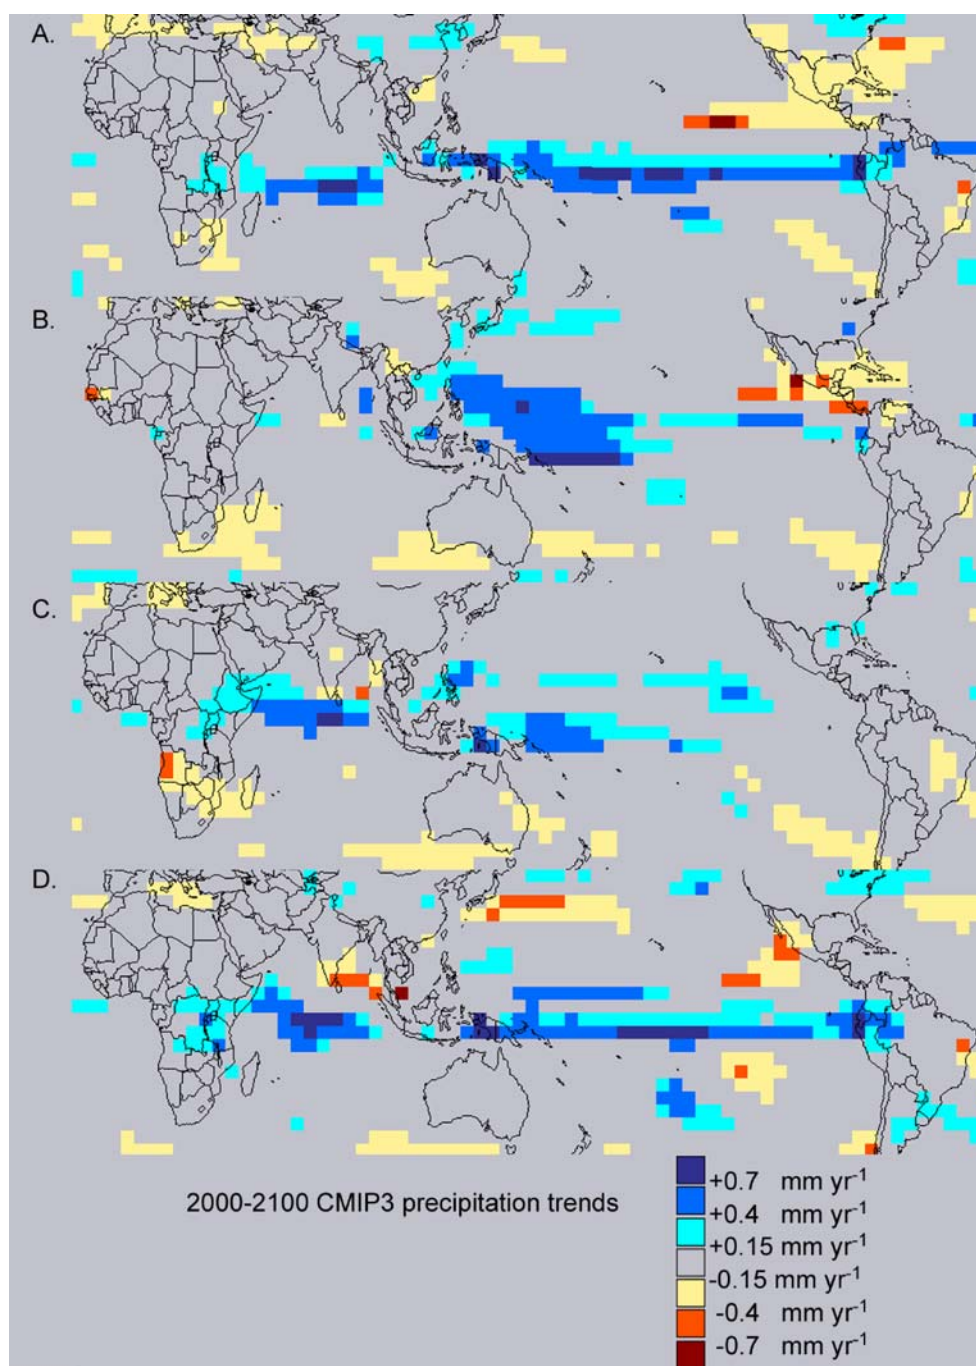 A.
B.
C.
D.
2000-2100 CMIP3 precipitation trends
+0.7 mm yr-1
+0.4 mm yr-1
+0.15 mm yr-1
-0.15 mm yr-1
-0.4 mm yr-1
-0.7 mm yr-1